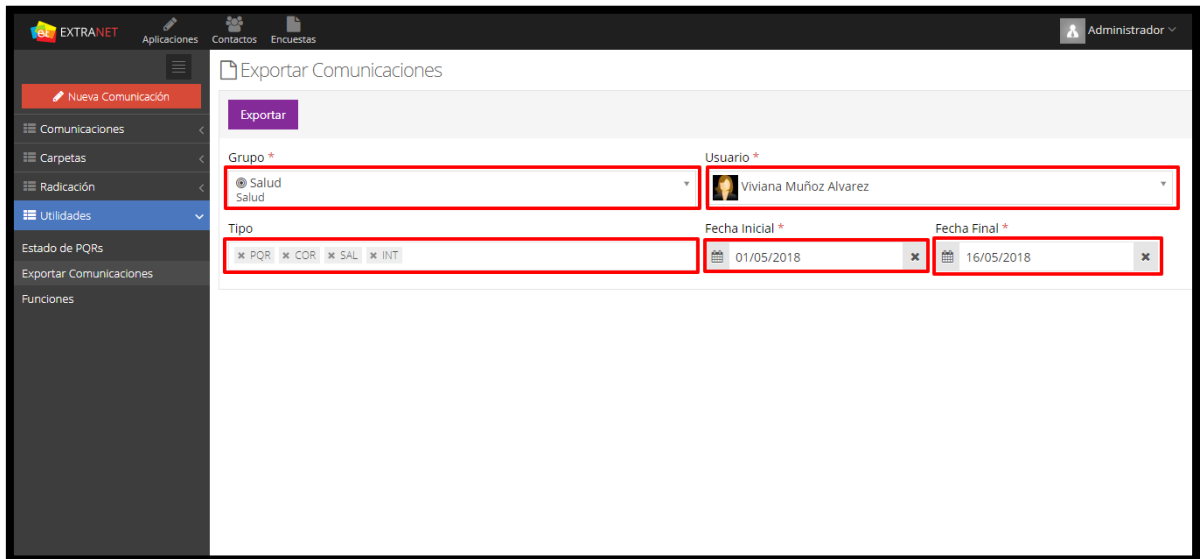 EXTRANET
Aplicaciones Contactos Encuestas
Administrador
Nueva Comunicación
Comunicaciones
Carpetas
Radicación
Utilidades
Estado de PQRs
Exportar Comunicaciones
Funciones
Exportar Comunicaciones
Exportar
Grupo *
Salud
Salud
Usuario *
Viviana Muñoz Alvarez
Tipo
PQR COR SAL INT
Fecha Inicial *
01/05/2018
Fecha Final *
16/05/2018